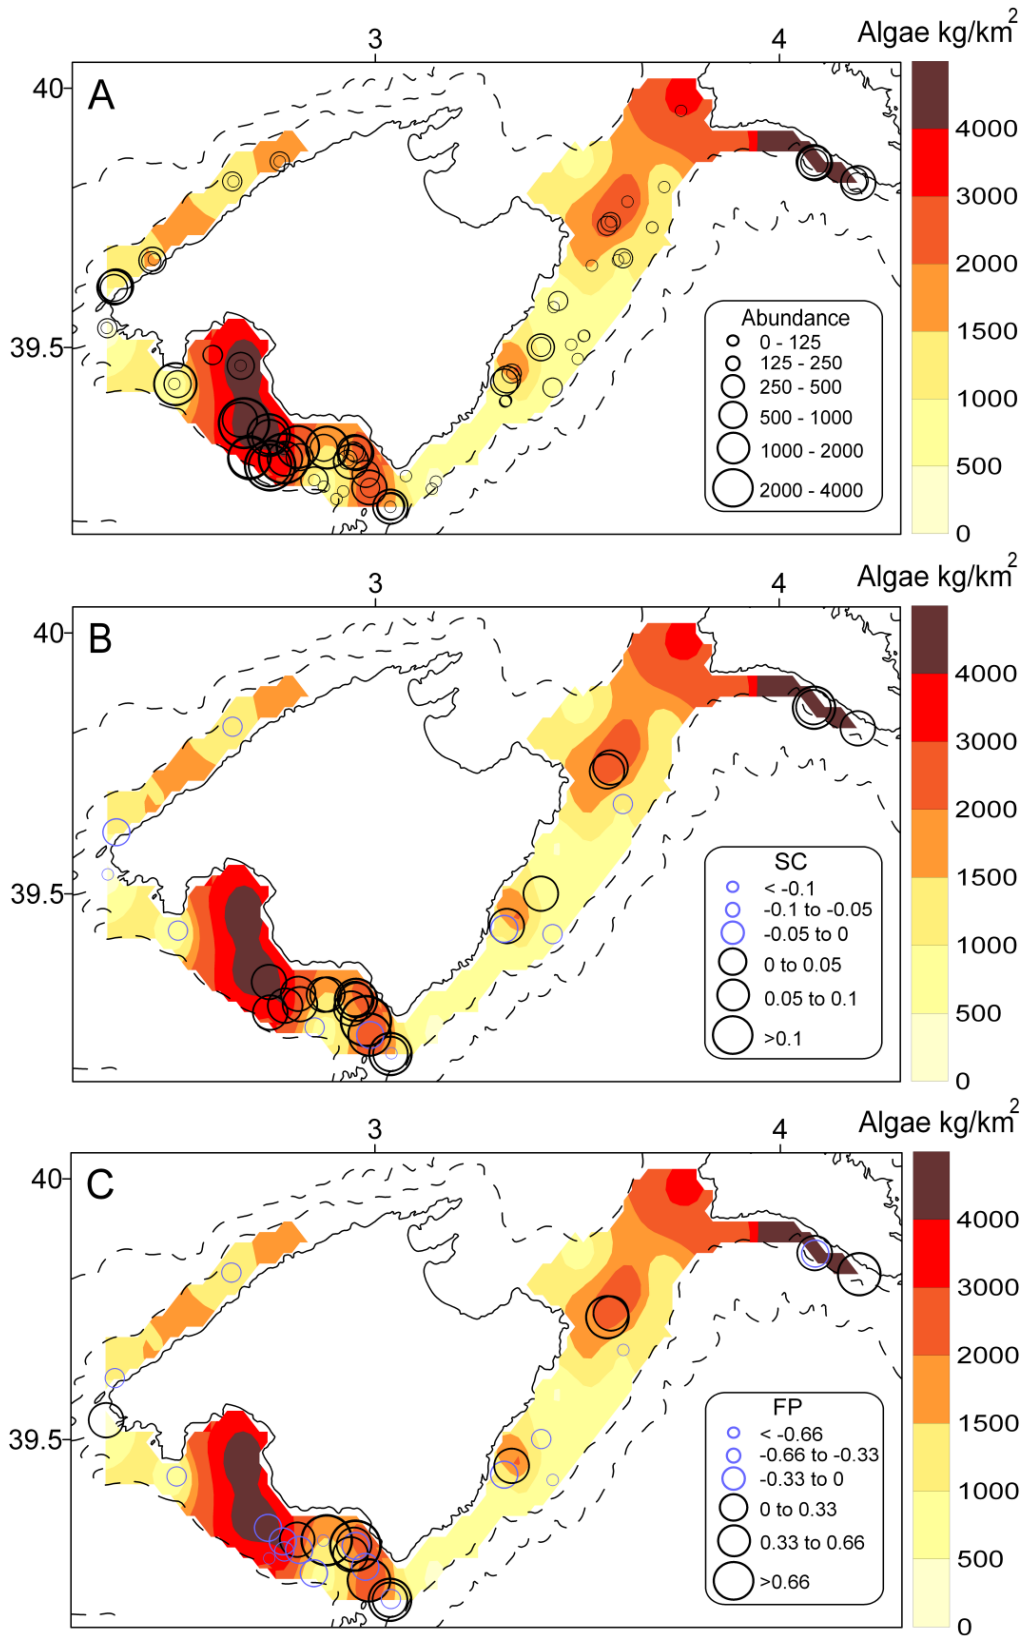 Algae kg/km²
3 4
40
A
4000
3000
2000
1500
1000
500
0
39.5
Abundance
0 - 125
125 - 250
250 - 500
500 - 1000
1000 - 2000
2000 - 4000
Algae kg/km²
3 4
40
B
4000
3000
2000
1500
1000
500
0
39.5
SC
< -0.1
-0.1 to -0.05
-0.05 to 0
0 to 0.05
0.05 to 0.1
>0.1
Algae kg/km²
3 4
40
C
4000
3000
2000
1500
1000
500
0
39.5
FP
< -0.66
-0.66 to -0.33
-0.33 to 0
0 to 0.33
0.33 to 0.66
>0.66